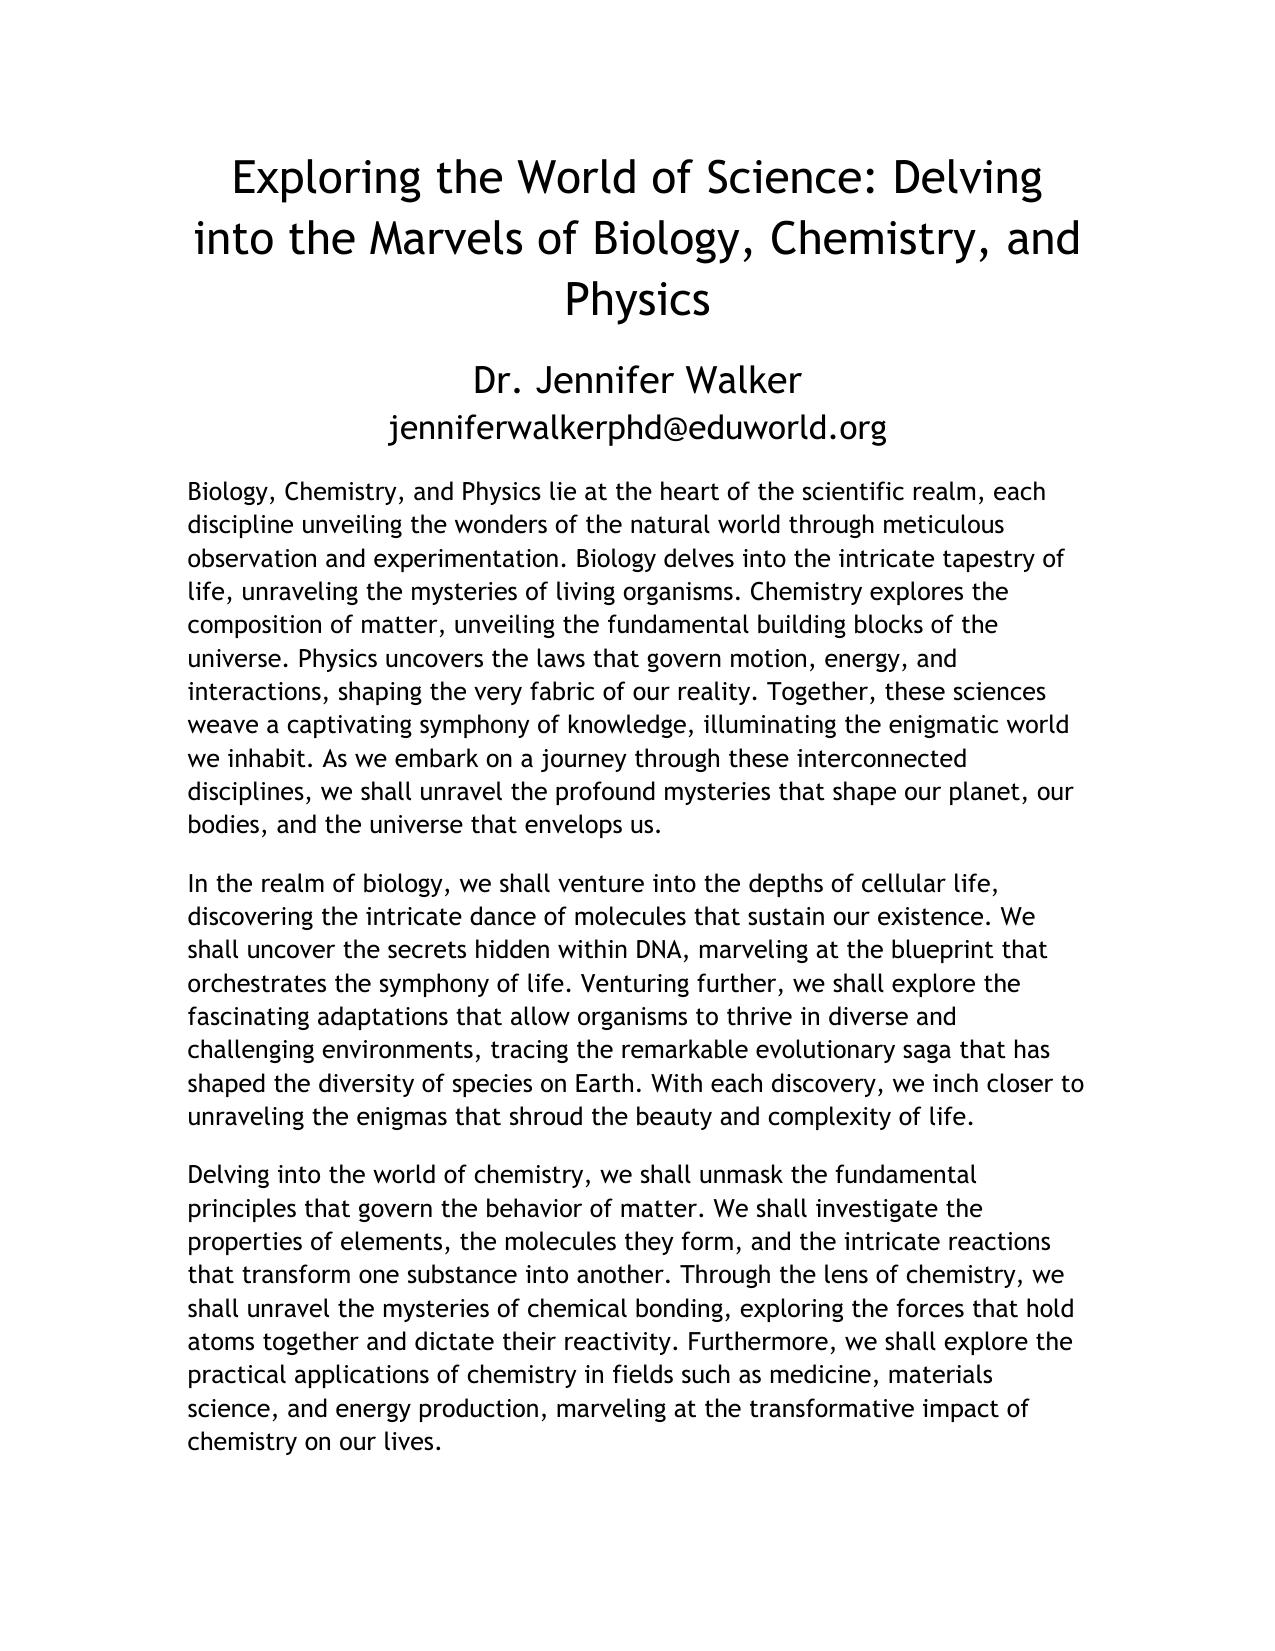 Exploring the World of Science: Delving
into the Marvels of Biology, Chemistry, and
Physics
Dr. Jennifer Walker
jenniferwalkerphd@eduworld.org
Biology, Chemistry, and Physics lie at the heart of the scientific realm, each
discipline unveiling the wonders of the natural world through meticulous
observation and experimentation. Biology delves into the intricate tapestry of
life, unraveling the mysteries of living organisms. Chemistry explores the
composition of matter, unveiling the fundamental building blocks of the
universe. Physics uncovers the laws that govern motion, energy, and
interactions, shaping the very fabric of our reality. Together, these sciences
weave a captivating symphony of knowledge, illuminating the enigmatic world
we inhabit. As we embark on a journey through these interconnected
disciplines, we shall unravel the profound mysteries that shape our planet, our
bodies, and the universe that envelops us.
In the realm of biology, we shall venture into the depths of cellular life,
discovering the intricate dance of molecules that sustain our existence. We
shall uncover the secrets hidden within DNA, marveling at the blueprint that
orchestrates the symphony of life. Venturing further, we shall explore the
fascinating adaptations that allow organisms to thrive in diverse and
challenging environments, tracing the remarkable evolutionary saga that has
shaped the diversity of species on Earth. With each discovery, we inch closer to
unraveling the enigmas that shroud the beauty and complexity of life.
Delving into the world of chemistry, we shall unmask the fundamental
principles that govern the behavior of matter. We shall investigate the
properties of elements, the molecules they form, and the intricate reactions
that transform one substance into another. Through the lens of chemistry, we
shall unravel the mysteries of chemical bonding, exploring the forces that hold
atoms together and dictate their reactivity. Furthermore, we shall explore the
practical applications of chemistry in fields such as medicine, materials
science, and energy production, marveling at the transformative impact of
chemistry on our lives.